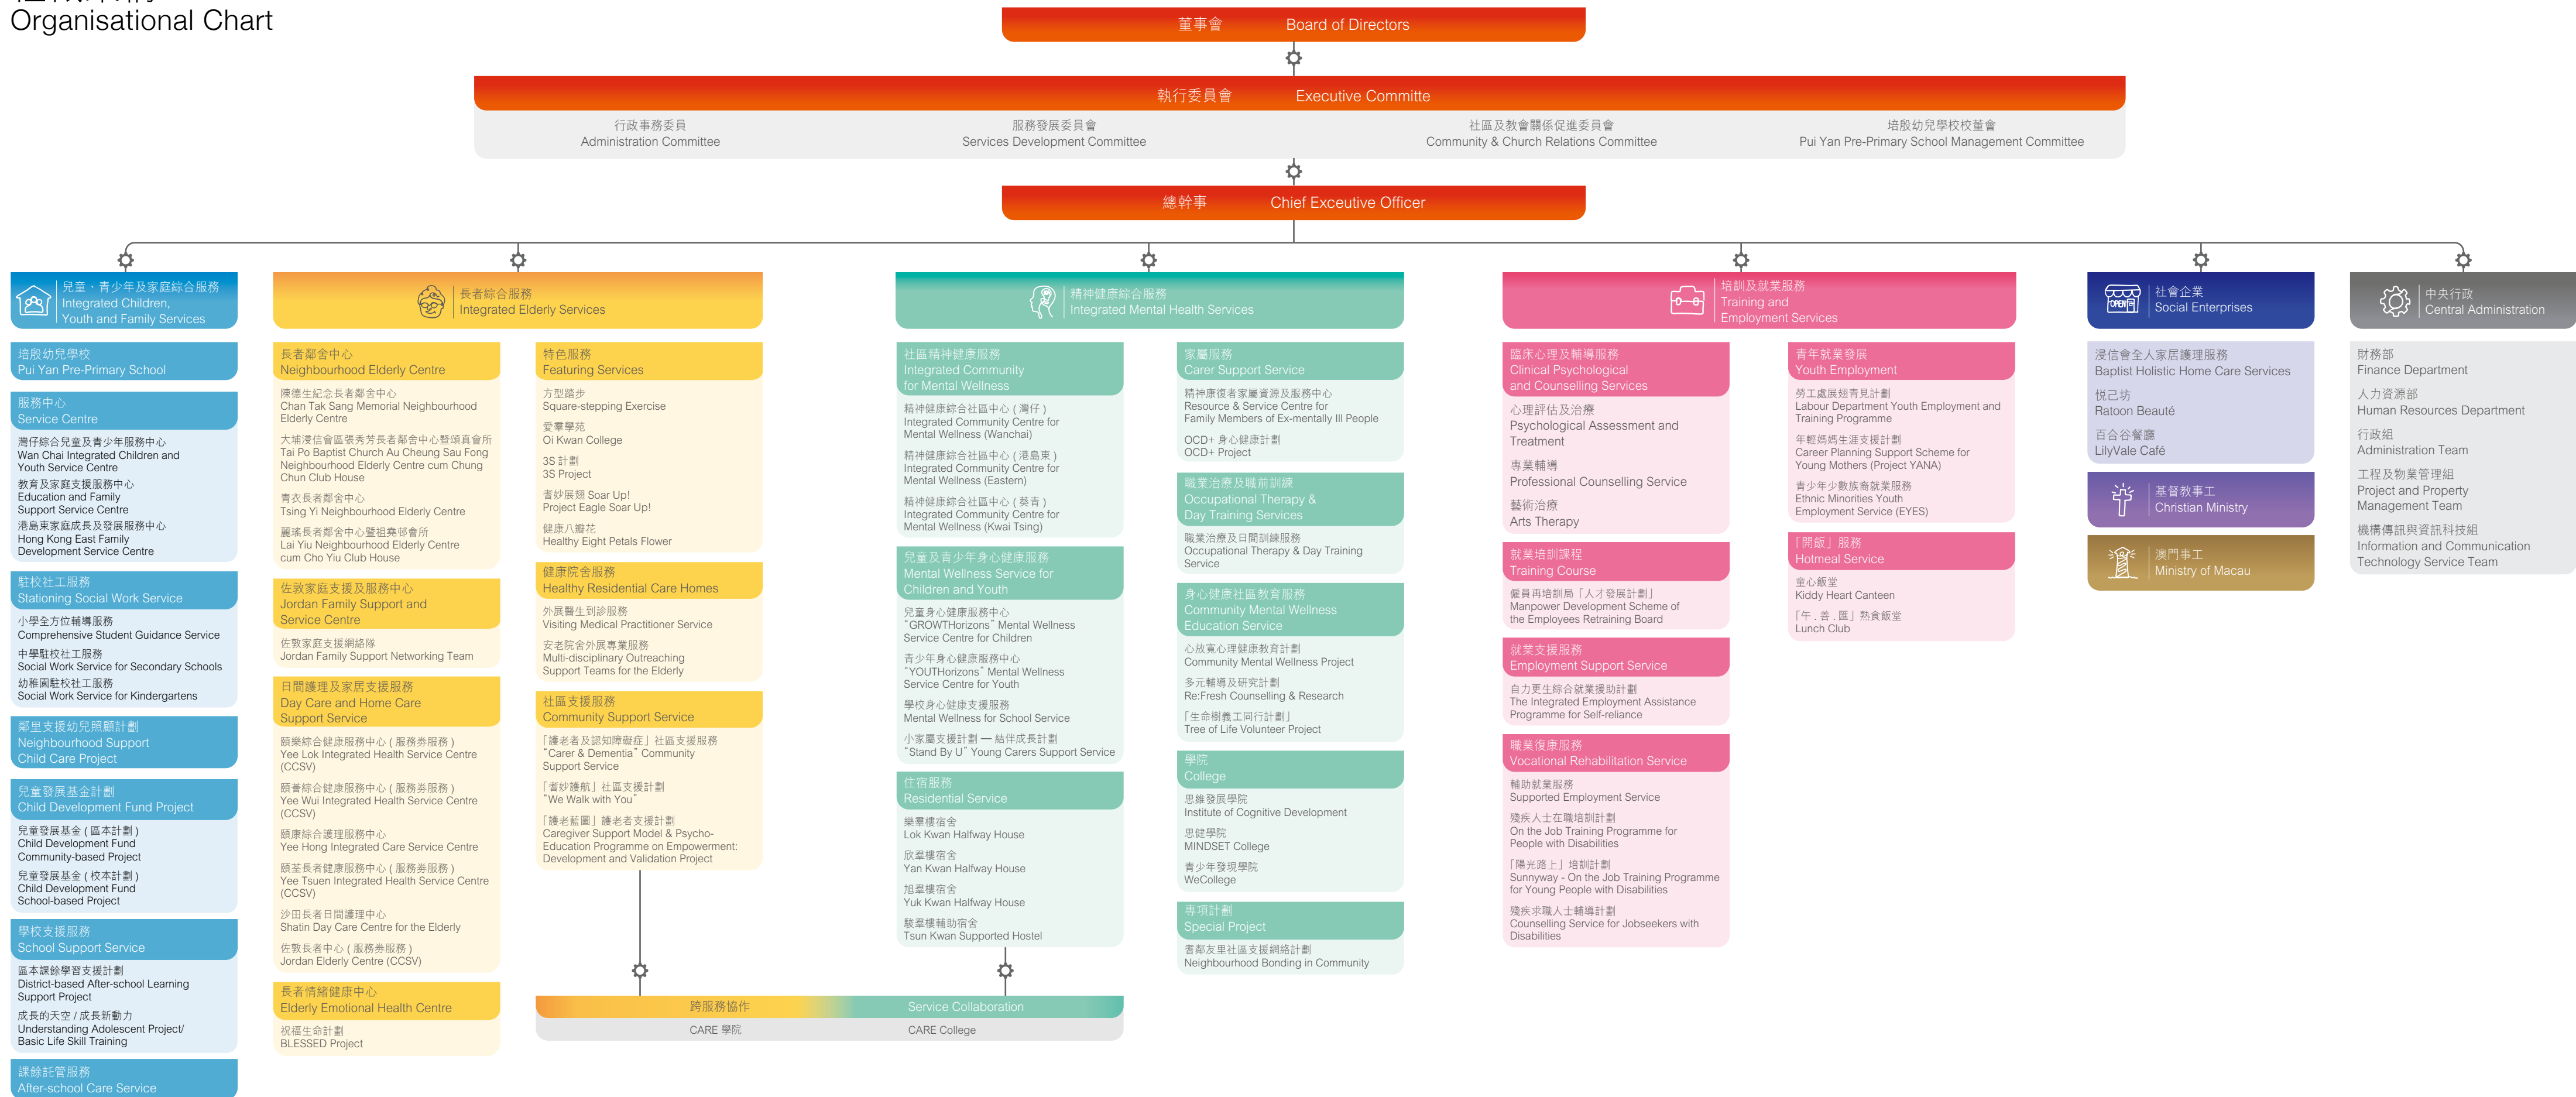 Organisational Chart
董事會 Board of Directors
執行委員會 Executive Committe
行政事務委員
Administration Committee
服務發展委員會
Services Development Committee
社區及教會關係促進委員會
Community & Church Relations Committee
培殷幼兒學校校董會
Pui Yan Pre-Primary School Management Committee
總幹事 Chief Exceutive Officer
兒童、青少年及家庭綜合服務
Integrated Children,
Youth and Family Services
培殷幼兒學校
Pui Yan Pre-Primary School
服務中心
Service Centre
灣仔綜合兒童及青少年服務中心
Wan Chai Integrated Children and
Youth Service Centre
教育及家庭支援服務中心
Education and Family
Support Service Centre
港島東家庭成長及發展服務中心
Hong Kong East Family
Development Service Centre
駐校社工服務
Stationing Social Work Service
小學全方位輔導服務
Comprehensive Student Guidance Service
中學駐校社工服務
Social Work Service for Secondary Schools
幼稚園駐校社工服務
Social Work Service for Kindergartens
鄰里支援幼兒照顧計劃
Neighbourhood Support
Child Care Project
兒童發展基金計劃
Child Development Fund Project
兒童發展基金 ( 區本計劃 )
Child Development Fund
Community-based Project
兒童發展基金 ( 校本計劃 )
Child Development Fund
School-based Project
學校支援服務
School Support Service
區本課餘學習支援計劃
District-based After-school Learning
Support Project
成長的天空 / 成長新動力
Understanding Adolescent Project/
Basic Life Skill Training
課餘託管服務
After-school Care Service
長者綜合服務
Integrated Elderly Services
長者鄰舍中心
Neighbourhood Elderly Centre
陳德生紀念長者鄰舍中心
Chan Tak Sang Memorial Neighbourhood
Elderly Centre
大埔浸信會區張秀芳長者鄰舍中心暨頌真會所
Tai Po Baptist Church Au Cheung Sau Fong
Neighbourhood Elderly Centre cum Chung
Chun Club House
青衣長者鄰舍中心
Tsing Yi Neighbourhood Elderly Centre
麗瑤長者鄰舍中心暨祖堯邨會所
Lai Yiu Neighbourhood Elderly Centre
cum Cho Yiu Club House
佐敦家庭支援及服務中心
Jordan Family Support and
Service Centre
佐敦家庭支援網絡隊
Jordan Family Support Networking Team
日間護理及家居支援服務
Day Care and Home Care
Support Service
頤樂綜合健康服務中心 ( 服務券服務 )
Yee Lok Integrated Health Service Centre
(CCSV)
頤薈綜合健康服務中心 ( 服務券服務 )
Yee Wui Integrated Health Service Centre
(CCSV)
頤康綜合護理服務中心
Yee Hong Integrated Care Service Centre
頤荃長者健康服務中心 ( 服務券服務 )
Yee Tsuen Integrated Health Service Centre
(CCSV)
沙田長者日間護理中心
Shatin Day Care Centre for the Elderly
佐敦長者中心 ( 服務券服務 )
Jordan Elderly Centre (CCSV)
長者情緒健康中心
Elderly Emotional Health Centre
祝福生命計劃
BLESSED Project
特色服務
Featuring Services
方型踏步
Square-stepping Exercise
愛羣學苑
Oi Kwan College
3S 計劃
3S Project
耆妙展翅 Soar Up!
Project Eagle Soar Up!
健康八瓣花
Healthy Eight Petals Flower
健康院舍服務
Healthy Residential Care Homes
外展醫生到診服務
Visiting Medical Practitioner Service
安老院舍外展專業服務
Multi-disciplinary Outreaching
Support Teams for the Elderly
社區支援服務
Community Support Service
「護老者及認知障礙症」社區支援服務
"Carer & Dementia" Community
Support Service
「耆妙護航」社區支援計劃
"We Walk with You"
「護老藍圖」護老者支援計劃
Caregiver Support Model & Psycho-
Education Programme on Empowerment:
Development and Validation Project
精神健康綜合服務
Integrated Mental Health Services
社區精神健康服務
Integrated Community
for Mental Wellness
精神健康綜合社區中心 ( 灣仔 )
Integrated Community Centre for
Mental Wellness (Wanchai)
精神健康綜合社區中心 ( 港島東 )
Integrated Community Centre for
Mental Wellness (Eastern)
精神健康綜合社區中心 ( 葵青 )
Integrated Community Centre for
Mental Wellness (Kwai Tsing)
兒童及青少年身心健康服務
Mental Wellness Service for
Children and Youth
兒童身心健康服務中心
"GROWTHorizons" Mental Wellness
Service Centre for Children
青少年身心健康服務中心
"YOUTHorizons" Mental Wellness
Service Centre for Youth
學校身心健康支援服務
Mental Wellness for School Service
小家屬支援計劃 — 結伴成長計劃
"Stand By U" Young Carers Support Service
住宿服務
Residential Service
樂羣樓宿舍
Lok Kwan Halfway House
欣羣樓宿舍
Yan Kwan Halfway House
旭羣樓宿舍
Yuk Kwan Halfway House
駿羣樓輔助宿舍
Tsun Kwan Supported Hostel
家屬服務
Carer Support Service
精神康復者家屬資源及服務中心
Resource & Service Centre for
Family Members of Ex-mentally Ill People
OCD+ 身心健康計劃
OCD+ Project
職業治療及職前訓練
Occupational Therapy &
Day Training Services
職業治療及日間訓練服務
Occupational Therapy & Day Training
Service
身心健康社區教育服務
Community Mental Wellness
Education Service
心放寬心理健康教育計劃
Community Mental Wellness Project
多元輔導及研究計劃
Re:Fresh Counselling & Research
「生命樹義工同行計劃」
Tree of Life Volunteer Project
學院
College
思維發展學院
Institute of Cognitive Development
思健學院
MINDSET College
青少年發現學院
WeCollege
專項計劃
Special Project
耆鄰友里社區支援網絡計劃
Neighbourhood Bonding in Community
跨服務協作 Service Collaboration
CARE 學院 CARE College
培訓及就業服務
Training and
Employment Services
臨床心理及輔導服務
Clinical Psychological
and Counselling Services
心理評估及治療
Psychological Assessment and
Treatment
專業輔導
Professional Counselling Service
藝術治療
Arts Therapy
就業培訓課程
Training Course
僱員再培訓局「人才發展計劃」
Manpower Development Scheme of
the Employees Retraining Board
就業支援服務
Employment Support Service
自力更生綜合就業援助計劃
The Integrated Employment Assistance
Programme for Self-reliance
職業復康服務
Vocational Rehabilitation Service
輔助就業服務
Supported Employment Service
殘疾人士在職培訓計劃
On the Job Training Programme for
People with Disabilities
「陽光路上」培訓計劃
Sunnyway - On the Job Training Programme
for Young People with Disabilities
殘疾求職人士輔導計劃
Counselling Service for Jobseekers with
Disabilities
青年就業發展
Youth Employment
勞工處展翅青見計劃
Labour Department Youth Employment and
Training Programme
年輕媽媽生涯支援計劃
Career Planning Support Scheme for
Young Mothers (Project YANA)
青少年少數族裔就業服務
Ethnic Minorities Youth
Employment Service (EYES)
「開飯」服務
Hotmeal Service
童心飯堂
Kiddy Heart Canteen
「午 . 善 . 匯」熟食飯堂
Lunch Club
OPEN
社會企業
Social Enterprises
浸信會全人家居護理服務
Baptist Holistic Home Care Services
悦己坊
Ratoon Beauté
百合谷餐廳
LilyVale Café
基督教事工
Christian Ministry
澳門事工
Ministry of Macau
中央行政
Central Administration
財務部
Finance Department
人力資源部
Human Resources Department
行政組
Administration Team
工程及物業管理組
Project and Property
Management Team
機構傳訊與資訊科技組
Information and Communication
Technology Service Team